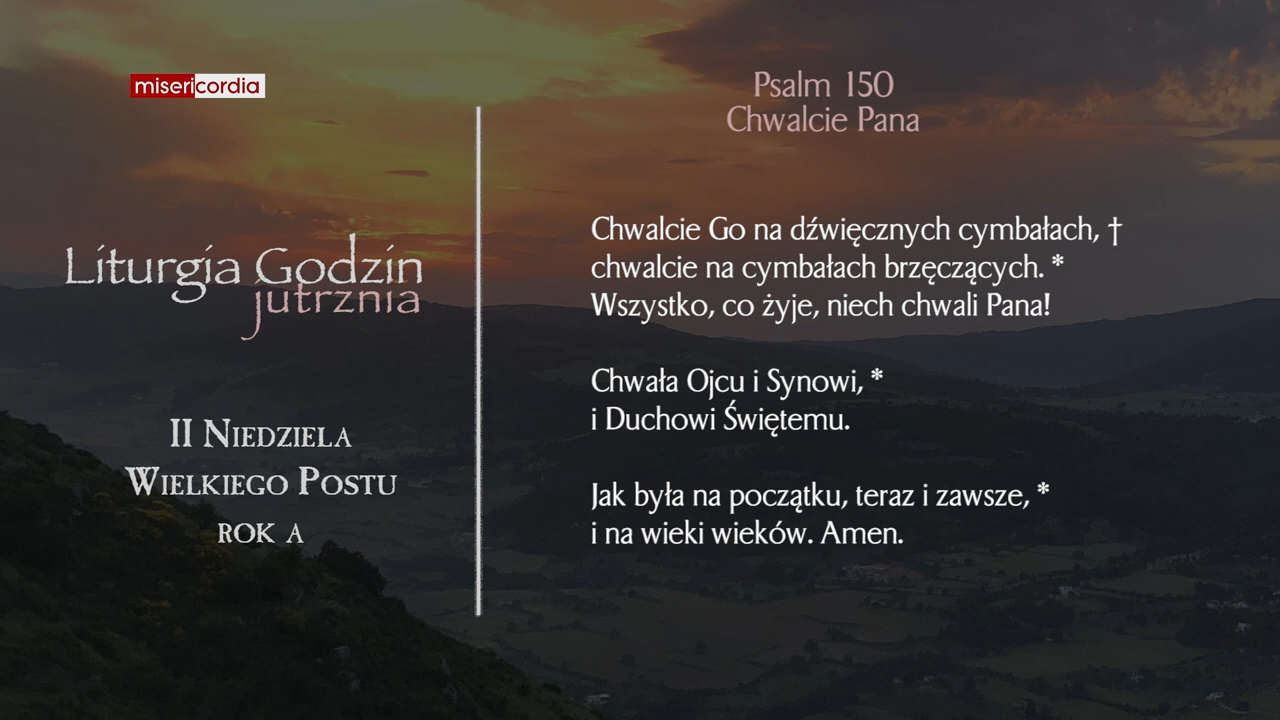 misericordia
Liturgia Godzin
jutrznia
II Niedziela
Wielkiego Postu
rok a
Psalm 150
Chwalcie Pana
Chwalcie Go na dźwięcznych cymbałach, †
chwalcie na cymbałach brzęczących. *
Wszystko, co żyje, niech chwali Pana!
Chwała Ojcu i Synowi, *
i Duchowi Świętemu.
Jak była na początku, teraz i zawsze, *
i na wieki wieków. Amen.